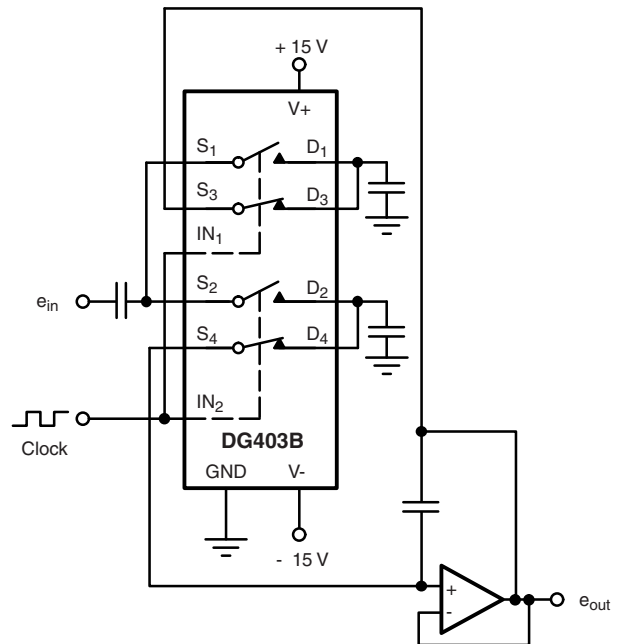 + 15 V
V+
S1 D1
S3 D3
IN1
ein
S2 D2
S4 D4
IN2
Clock
DG403B
GND V-
- 15 V
+
-
eout